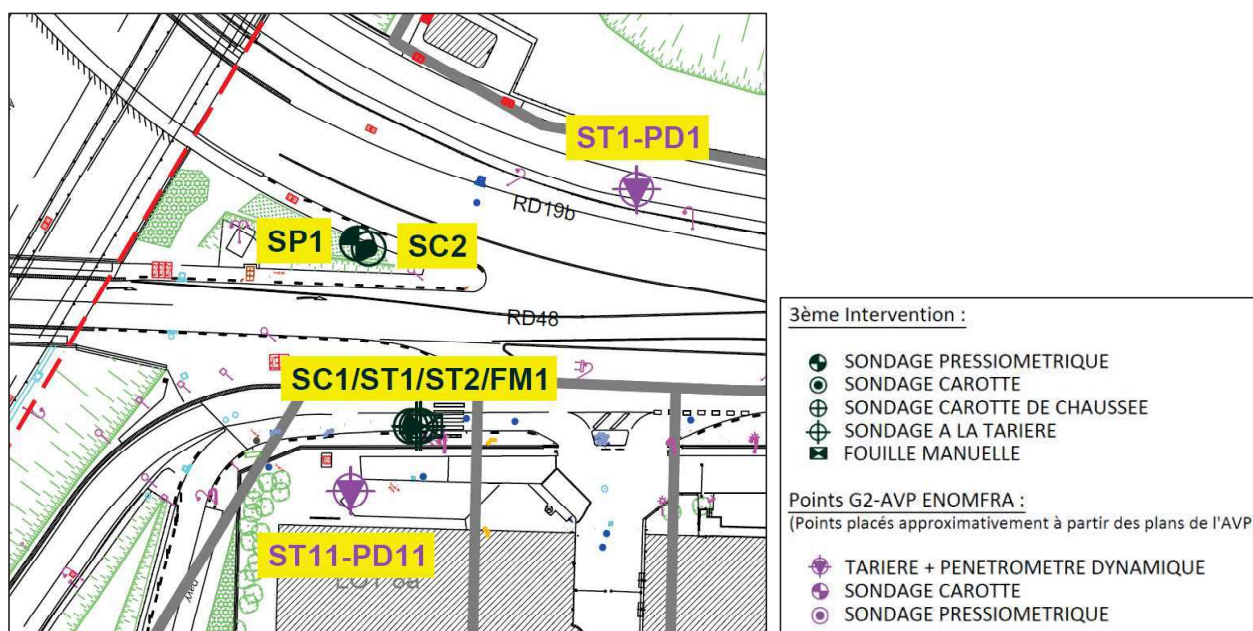 ST1-PD1
RD19b
SP1
SC2
RD48
SC1/ST1/ST2/FM1
ST11-PD11
3ème Intervention :
SONDAGE PRESSIOMETRIQUE
SONDAGE CAROTTE
SONDAGE CAROTTE DE CHAUSSEE
SONDAGE A LA TARIERE
FOUILLE MANUELLE
Points G2-AVP ENOMFRA :
(Points placés approximativement à partir des plans de l'AVP
TARIERE + PENETROMETRE DYNAMIQUE
SONDAGE CAROTTE
SONDAGE PRESSIOMETRIQUE